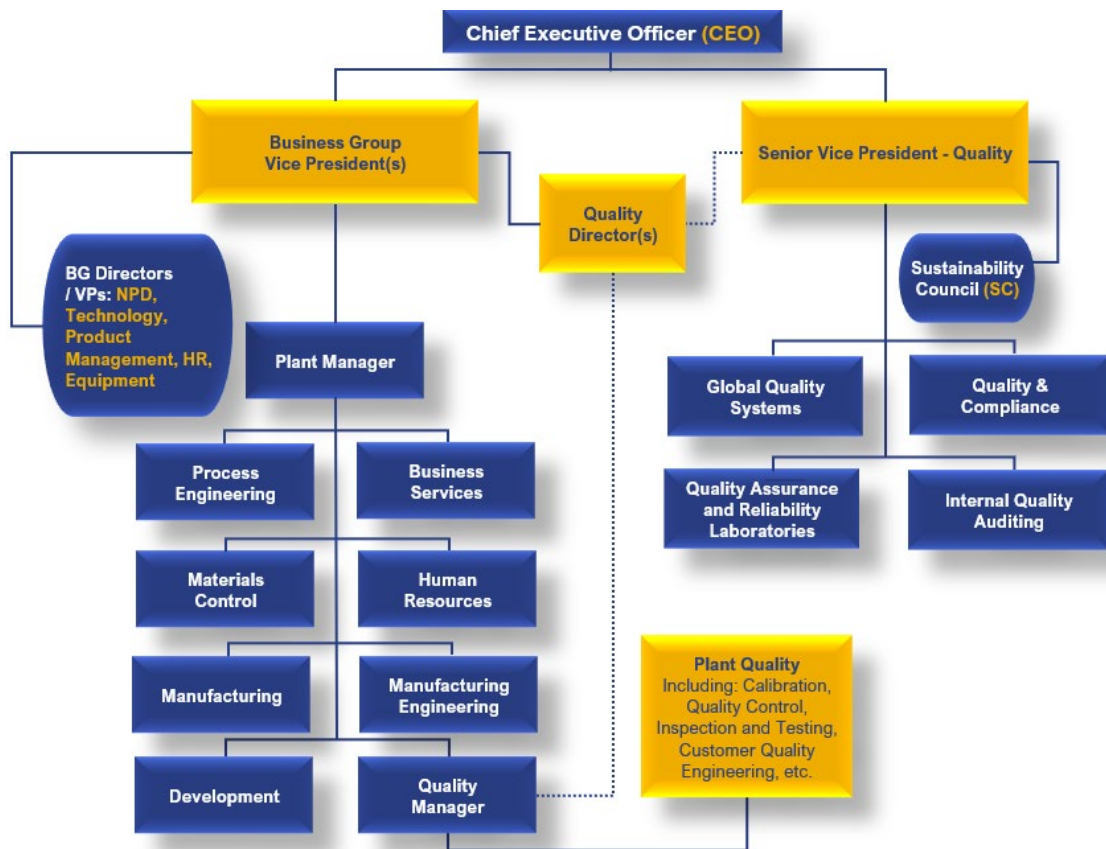 Chief Executive Officer (CEO)
Business Group
Vice President(s)
Senior Vice President - Quality
Quality
Director(s)
BG Directors
/ VPs: NPD,
Technology,
Product
Management, HR,
Equipment
Sustainability
Council (SC)
Plant Manager
Global Quality
Systems
Quality &
Compliance
Process
Engineering
Business
Services
Quality Assurance
and Reliability
Laboratories
Internal Quality
Auditing
Materials
Control
Human
Resources
Manufacturing
Manufacturing
Engineering
Plant Quality
Including: Calibration,
Quality Control,
Inspection and Testing,
Customer Quality
Engineering, etc.
Development
Quality
Manager